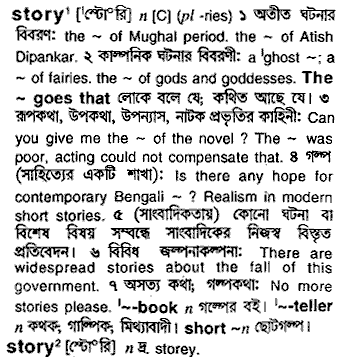 story¹ [ˈস্টোːরি] n [C] (pl -ries) ১ অতীত ঘটনার
বিবরণ: the ~ of Mughal period. the ~ of Atish
Dipankar. ২ কাল্পনিক ঘটনার বিবরণী: a ˈghost ~; a
~ of fairies. the ~ of gods and goddesses. The
~ goes that লোকে বলে যে; কথিত আছে যে। ৩
রূপকথা, উপকথা, উপন্যাস, নাটক প্রভৃতির কাহিনী: Can
you give me the ~ of the novel ? The ~ was
poor, acting could not compensate that. ৪ গল্প
(সাহিত্যের একটি শাখা): Is there any hope for
contemporary Bengali ~ ? Realism in modern
short stories. ৫ (সাংবাদিকতায়) কোনো ঘটনা বা
বিশেষ বিষয় সম্বন্ধে সাংবাদিকের নিজস্ব বিস্তৃত
প্রতিবেদন। ৬ বিবিধ জল্পনাকল্পনা: There are
widespread stories about the fall of this
government. ৭ অসত্য কথা; গল্পকথা: No more
stories please. ˈ~-book n গল্পের বই। ˈ~-teller
n কথক; গাল্পিক; মিথ্যাবাদী। short ~n ছোটগল্প।
story² [ˈস্টোːরি] n দ্র. storey.